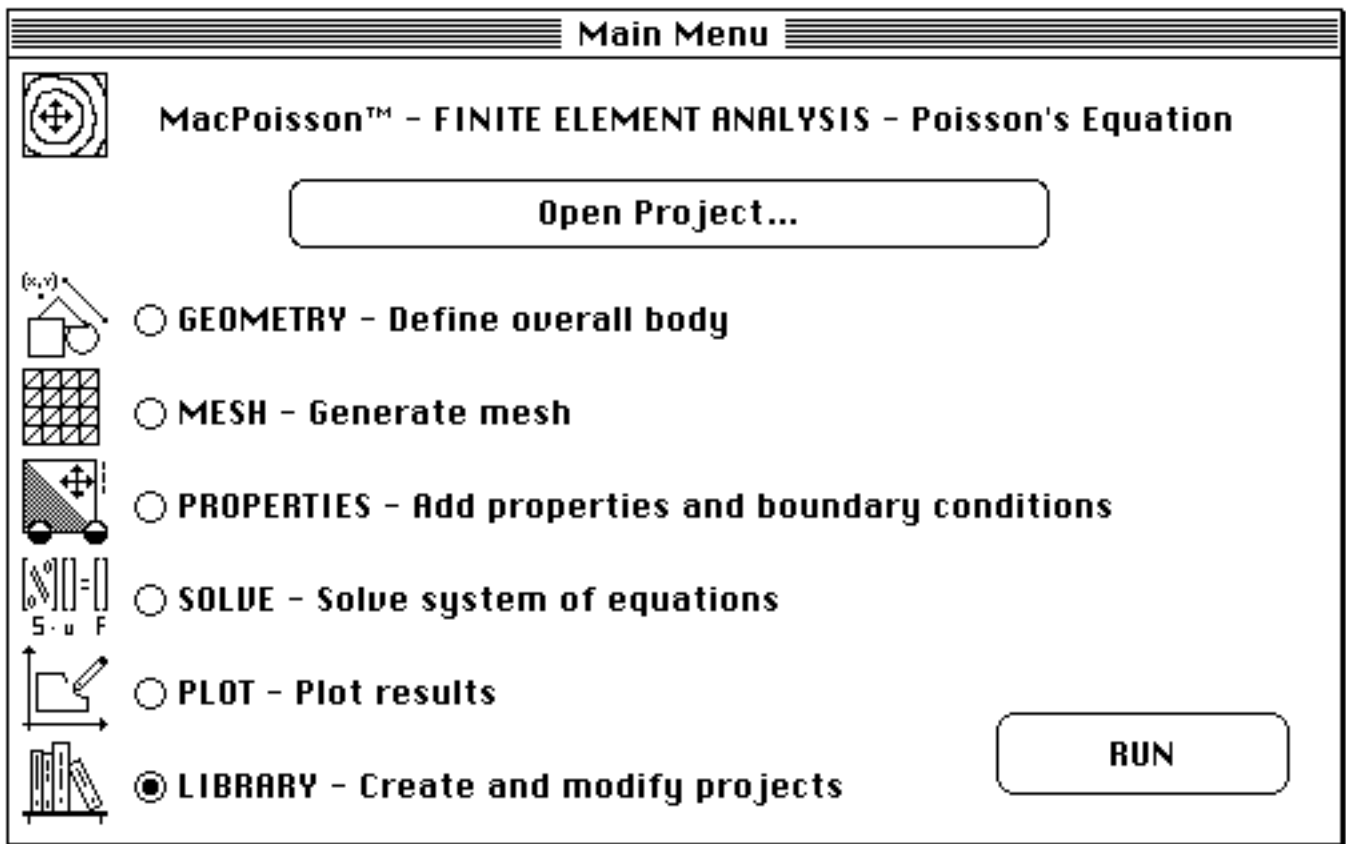 Main Menu
MacPoisson™ - FINITE ELEMENT ANALYSIS - Poisson's Equation
Open Project...
(x,y)
GEOMETRY - Define overall body
MESH - Generate mesh
PROPERTIES - Add properties and boundary conditions
SOLVE - Solve system of equations
S · u F
PLOT - Plot results
RUN
LIBRARY - Create and modify projects